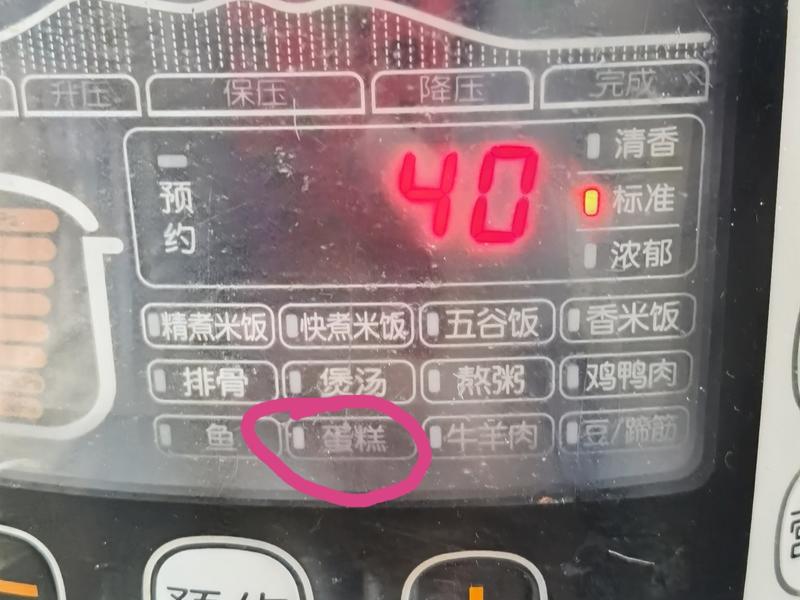 升压 保压 降压 完成
预约 40 清香
标准
浓郁
精煮米饭 快煮米饭 五谷饭 香米饭
排骨 煲汤 熬粥 鸡鸭肉
鱼 蛋糕 牛羊肉 豆/蹄筋
预约